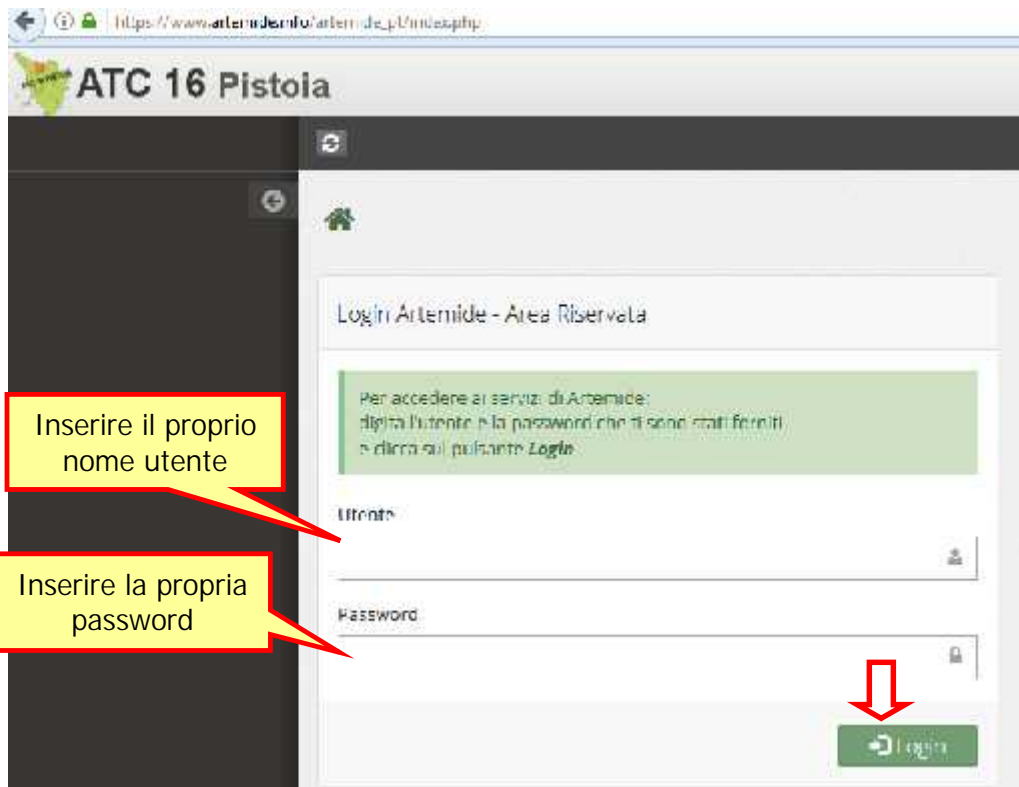 https://www.artemide.info/artemide_pt/index.php
ATC 16 Pistoia
Login Artemide - Area Riservata
Per accedere ai servizi di Artemide:
digita l'utente e la password che ti sono stati forniti
e clicca sul pulsante Login
Inserire il proprio
nome utente
Utente
Inserire la propria
password
Password
Login